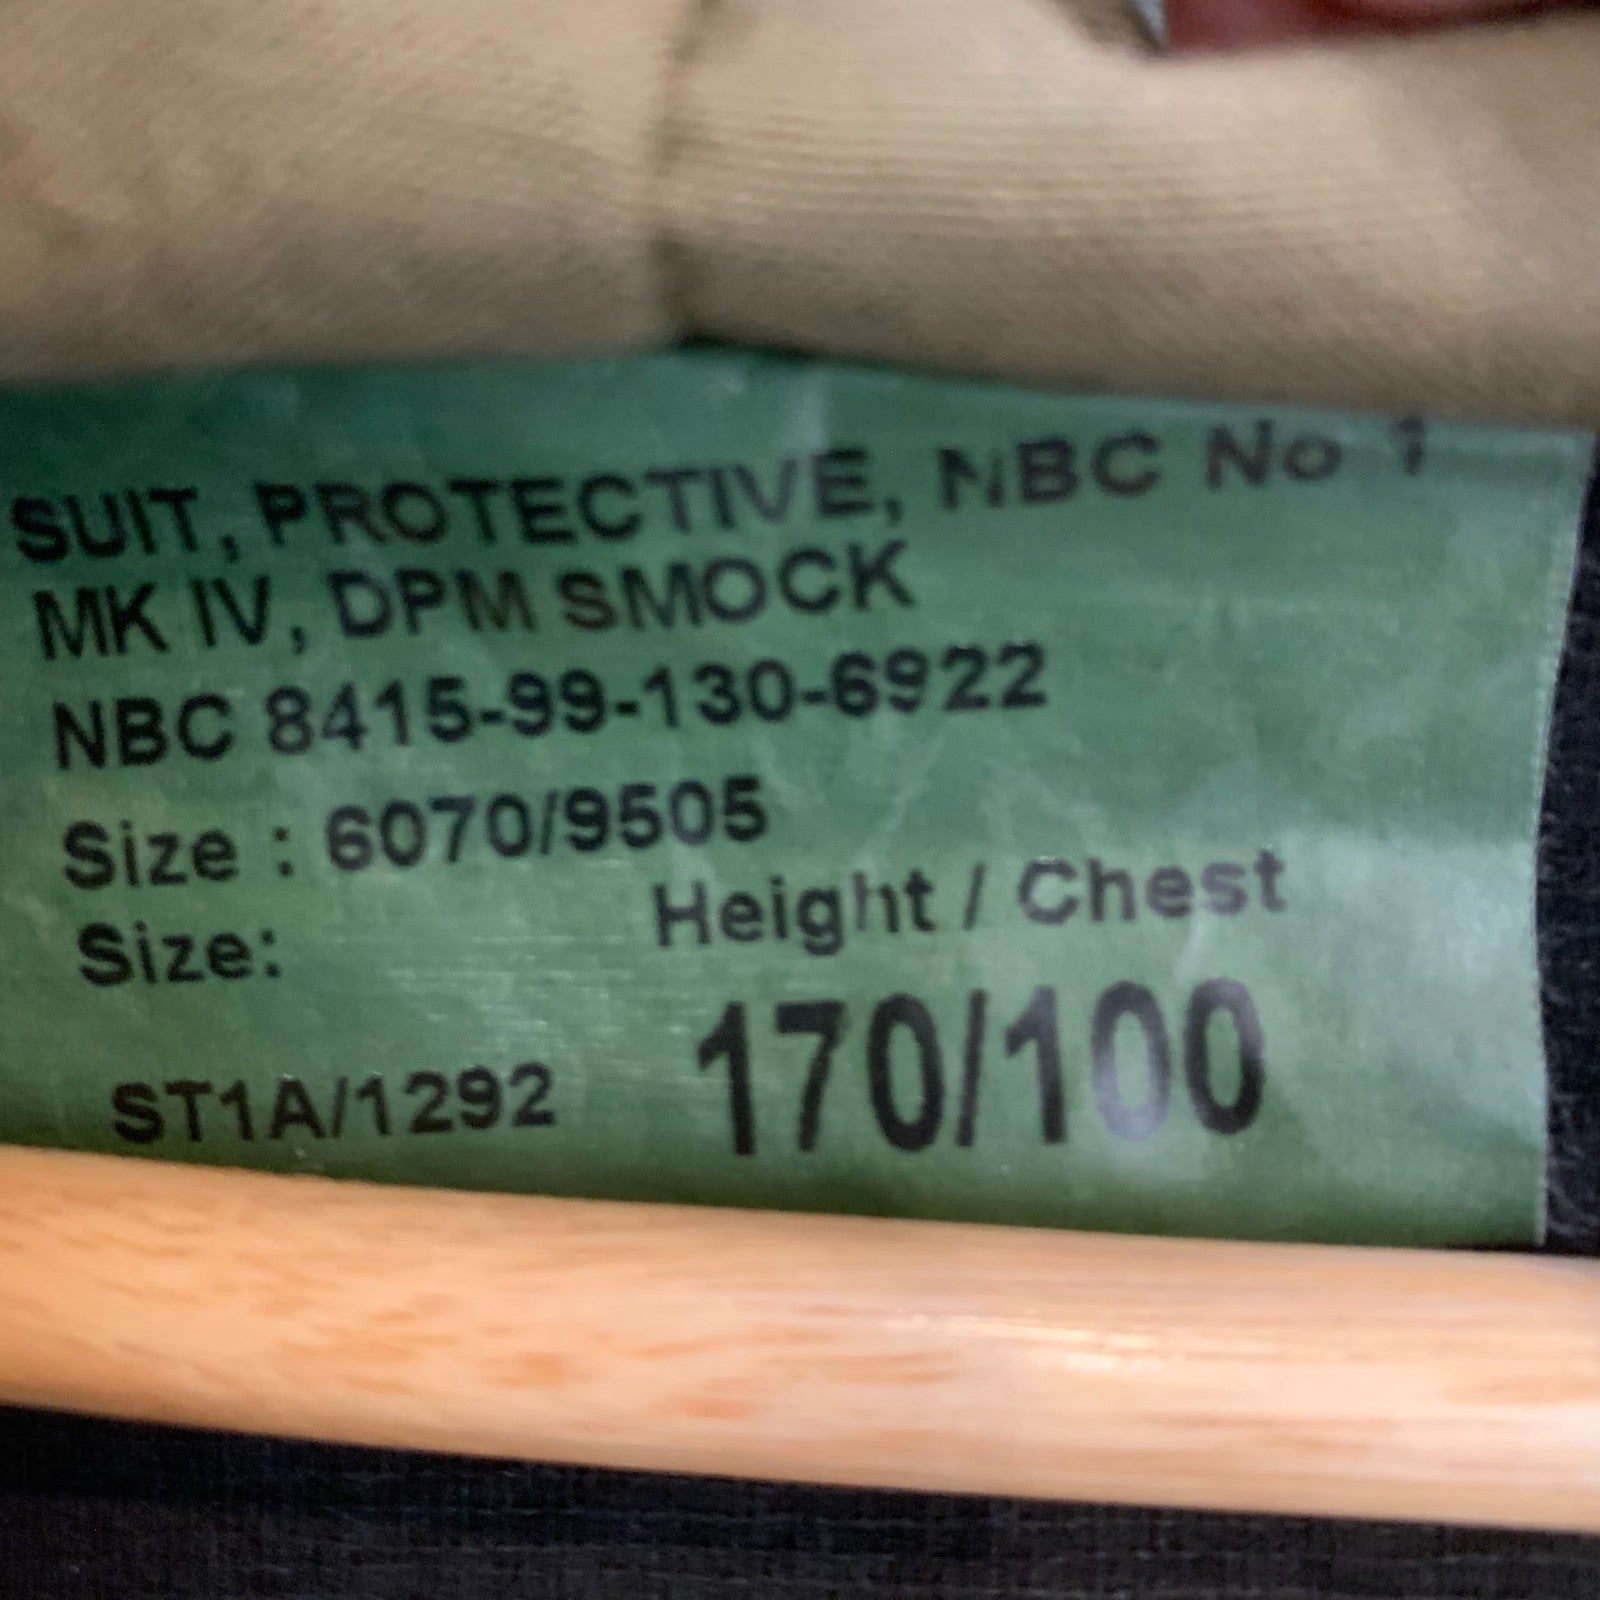 SUIT, PROTECTIVE, NBC No 1
MK IV, DPM SMOCK
NBC 8415-99-130-6922
Size : 6070/9505
Height / Chest
Size:
170/100
ST1A/1292